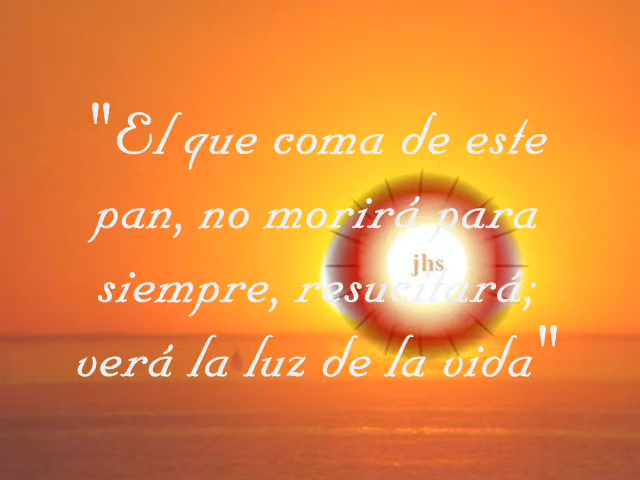 "El que coma de este
pan, no morirá para
siempre, resucitará;
verá la luz de la vida"
jhs